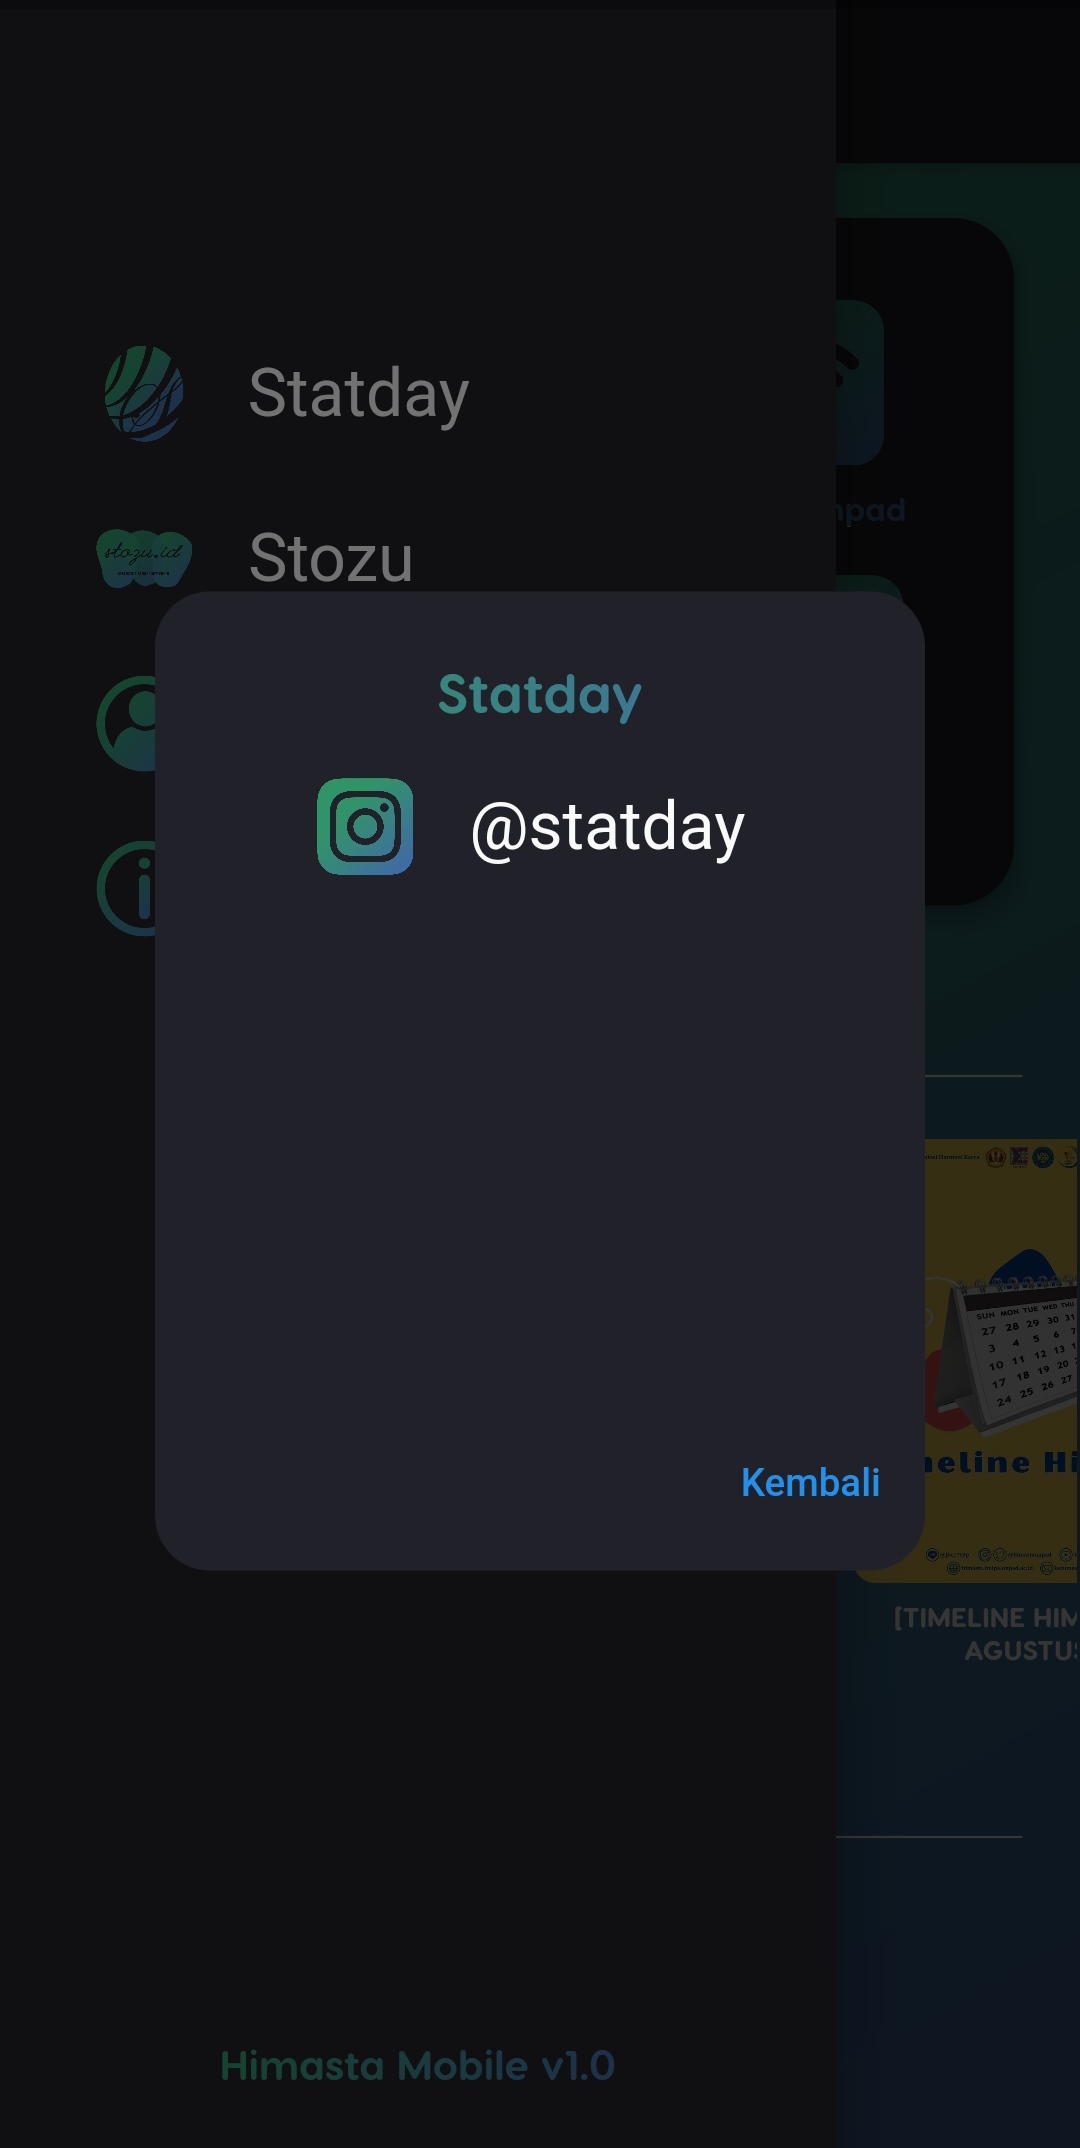 Statday
stozu.id
Stozu
npad
Statday
@statday
Kembali
SUN MON TUE WED THU
27 28 29 30 31
3 4 5 6 7
10 11 12 13
17 18 19 20
24 25 26 27
neline Hi
[TIMELINE HIM
AGUSTUS
Himasta Mobile v1.0